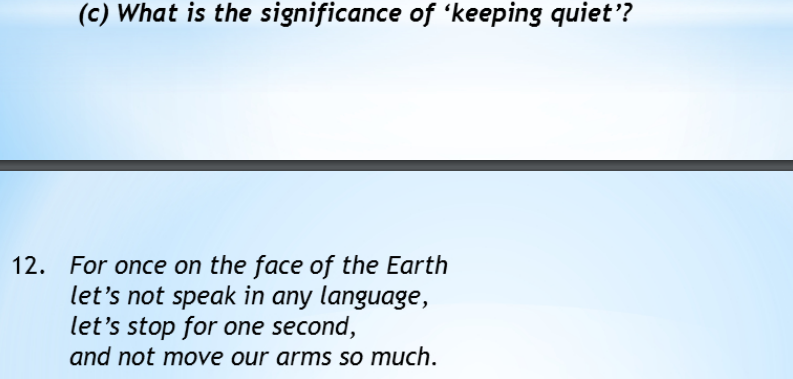 (c) What is the significance of ‘keeping quiet’?
12. For once on the face of the Earth
let’s not speak in any language,
let’s stop for one second,
and not move our arms so much.